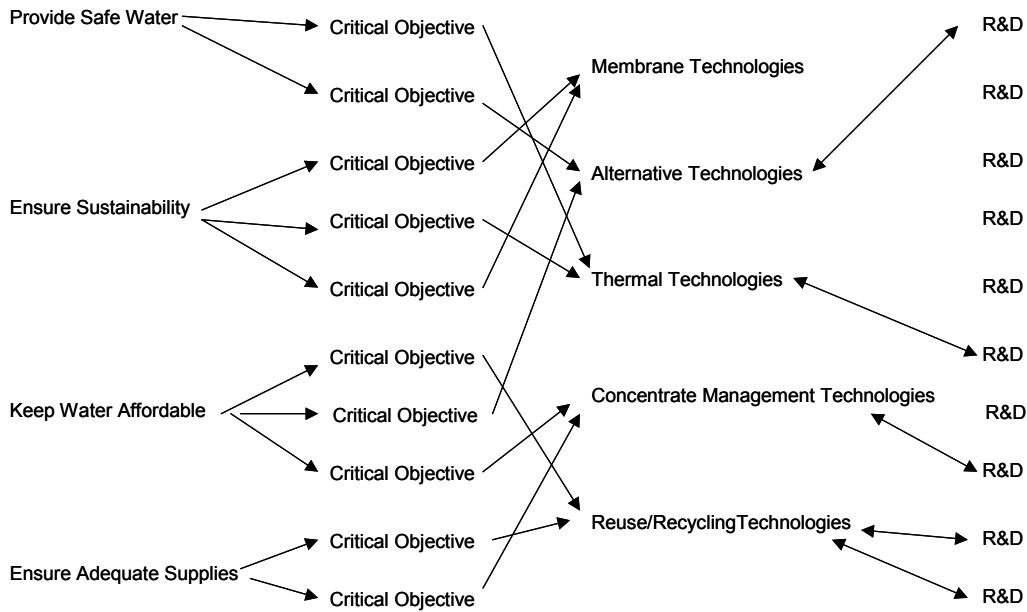 Provide Safe Water
Ensure Sustainability
Keep Water Affordable
Ensure Adequate Supplies
Critical Objective
Critical Objective
Critical Objective
Critical Objective
Critical Objective
Critical Objective
Critical Objective
Critical Objective
Critical Objective
Critical Objective
Membrane Technologies
Alternative Technologies
Thermal Technologies
Concentrate Management Technologies
Reuse/RecyclingTechnologies
R&D
R&D
R&D
R&D
R&D
R&D
R&D
R&D
R&D
R&D